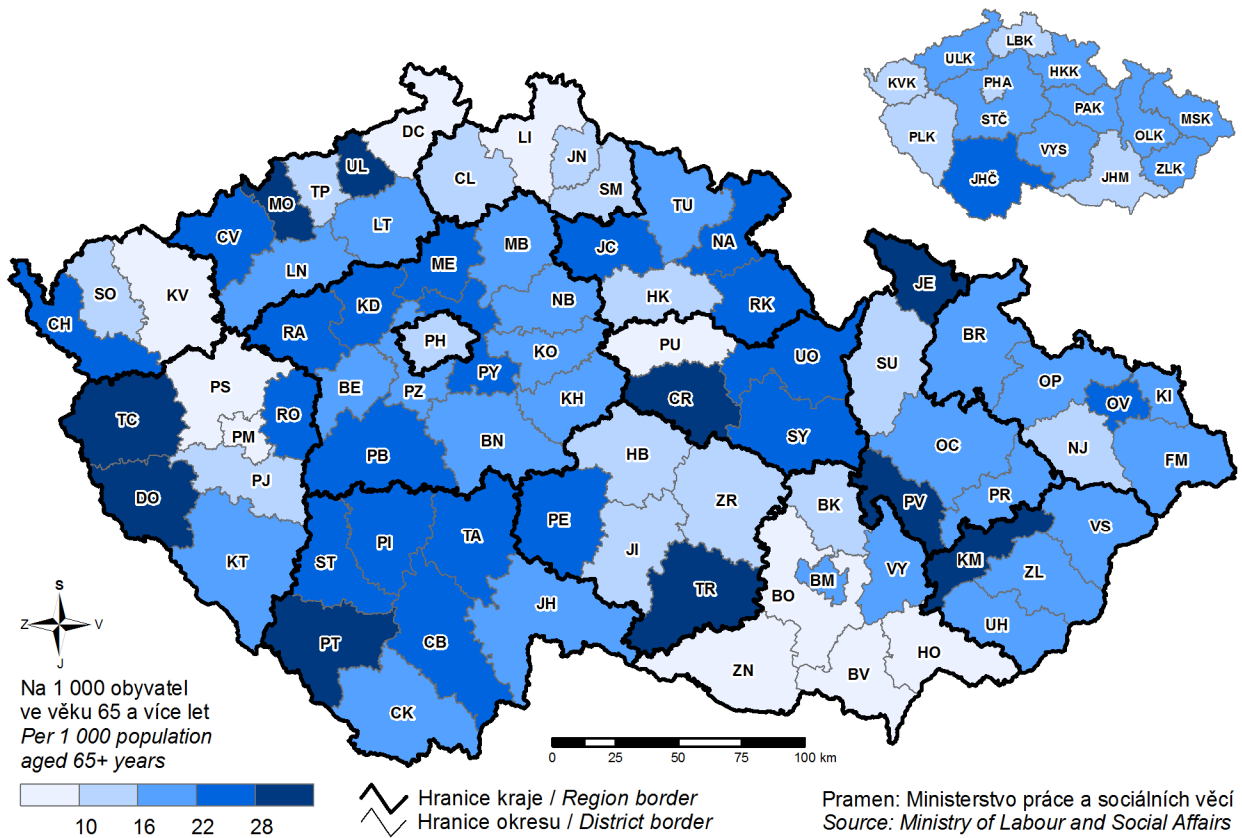 LBK
ULK
HKK
KVK
PHA
PAK
STČ
MSK
PLK
OLK
VYS
ZLK
JHČ
JHM
DC
LI
UL
JN
TP
CL
SM
MO
TU
LT
CV
MB
JC
NA
ME
LN
JE
SO
KV
NB
HK
KD
RK
CH
RA
BR
PH
PU
KO
UO
SU
PY
PS
BE
PZ
OP
KI
KH
CR
OV
TC
RO
PM
BN
SY
OC
NJ
FM
PB
HB
PJ
ZR
DO
BK
PV
PR
PE
VS
TA
PI
JI
ST
KT
VY
KM
ZL
BM
TR
BO
JH
UH
PT
CB
HO
ZN
BV
CK
S
Z V
J
Na 1 000 obyvatel
ve věku 65 a více let
Per 1 000 population
aged 65+ years
10 16 22 28
0 25 50 75 100 km
Hranice kraje / Region border
Hranice okresu / District border
Pramen: Ministerstvo práce a sociálních věcí
Source: Ministry of Labour and Social Affairs